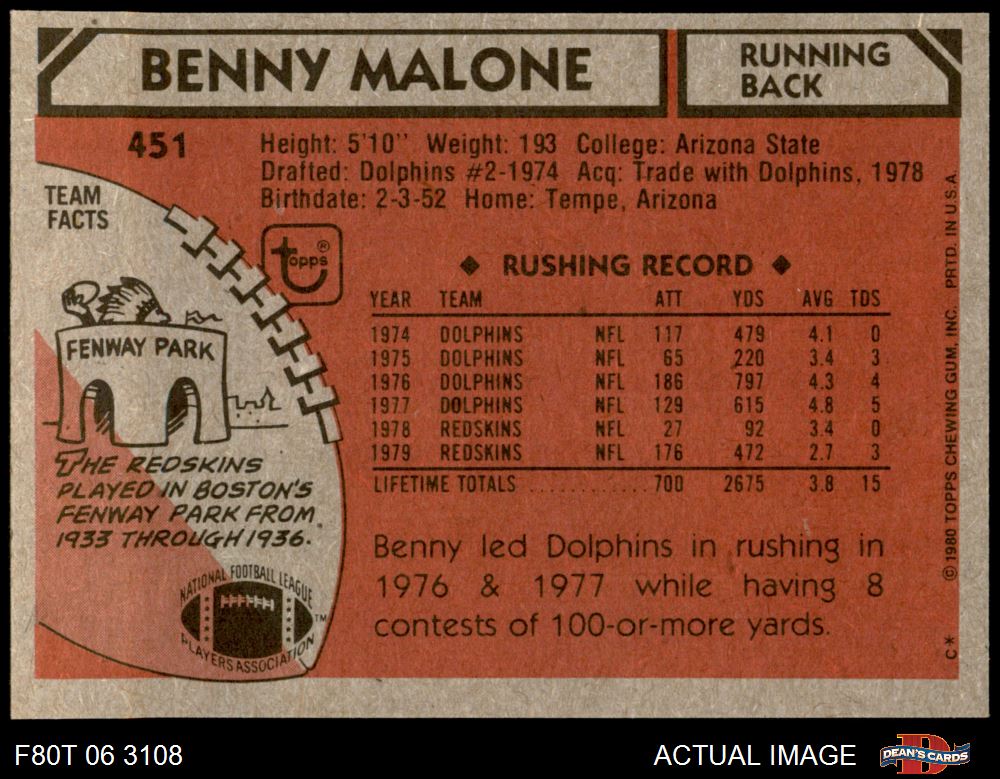 BENNY MALONE
RUNNING
BACK
451
Height: 5'10" Weight: 193 College: Arizona State
Drafted: Dolphins #2-1974 Acq: Trade with Dolphins, 1978
Birthdate: 2-3-52 Home: Tempe, Arizona
TEAM
FACTS
topps®
FENWAY PARK
THE REDSKINS
PLAYED IN BOSTON'S
FENWAY PARK FROM
1933 THROUGH 1936.
NATIONAL FOOTBALL LEAGUE
PLAYERS ASSOCIATION
TM
◆ RUSHING RECORD ◆
YEAR TEAM ATT YDS AVG TDS
1974 DOLPHINS NFL 117 479 4.1 0
1975 DOLPHINS NFL 65 220 3.4 3
1976 DOLPHINS NFL 186 797 4.3 4
1977 DOLPHINS NFL 129 615 4.8 5
1978 REDSKINS NFL 27 92 3.4 0
1979 REDSKINS NFL 176 472 2.7 3
LIFETIME TOTALS ............ 700 2675 3.8 15
Benny led Dolphins in rushing in
1976 & 1977 while having 8
contests of 100-or-more yards.
C* © 1980 TOPPS CHEWING GUM, INC. PRTD. IN U.S.A.
F80T 06 3108
ACTUAL IMAGE
D
DEAN'S CARDS